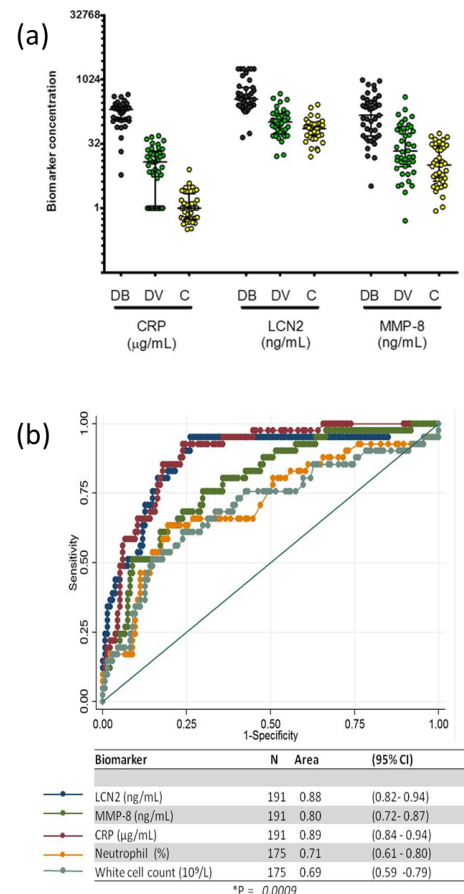 (a)
32768
1024
32
1
Biomarker concentration
DB DV C DB DV C DB DV C
CRP LCN2 MMP-8
(µg/mL) (ng/mL) (ng/mL)
(b)
1.00
0.75
0.50
0.25
0.00
Sensitivity
0.00 0.25 0.50 0.75 1.00
1-Specificity
Biomarker N Area (95% CI)
LCN2 (ng/mL) 191 0.88 (0.82- 0.94)
MMP-8 (ng/mL) 191 0.80 (0.72- 0.87)
CRP (µg/mL) 191 0.89 (0.84 - 0.94)
Neutrophil (%) 175 0.71 (0.61 - 0.80)
White cell count (10⁹/L) 175 0.69 (0.59 -0.79)
*P = 0.0009